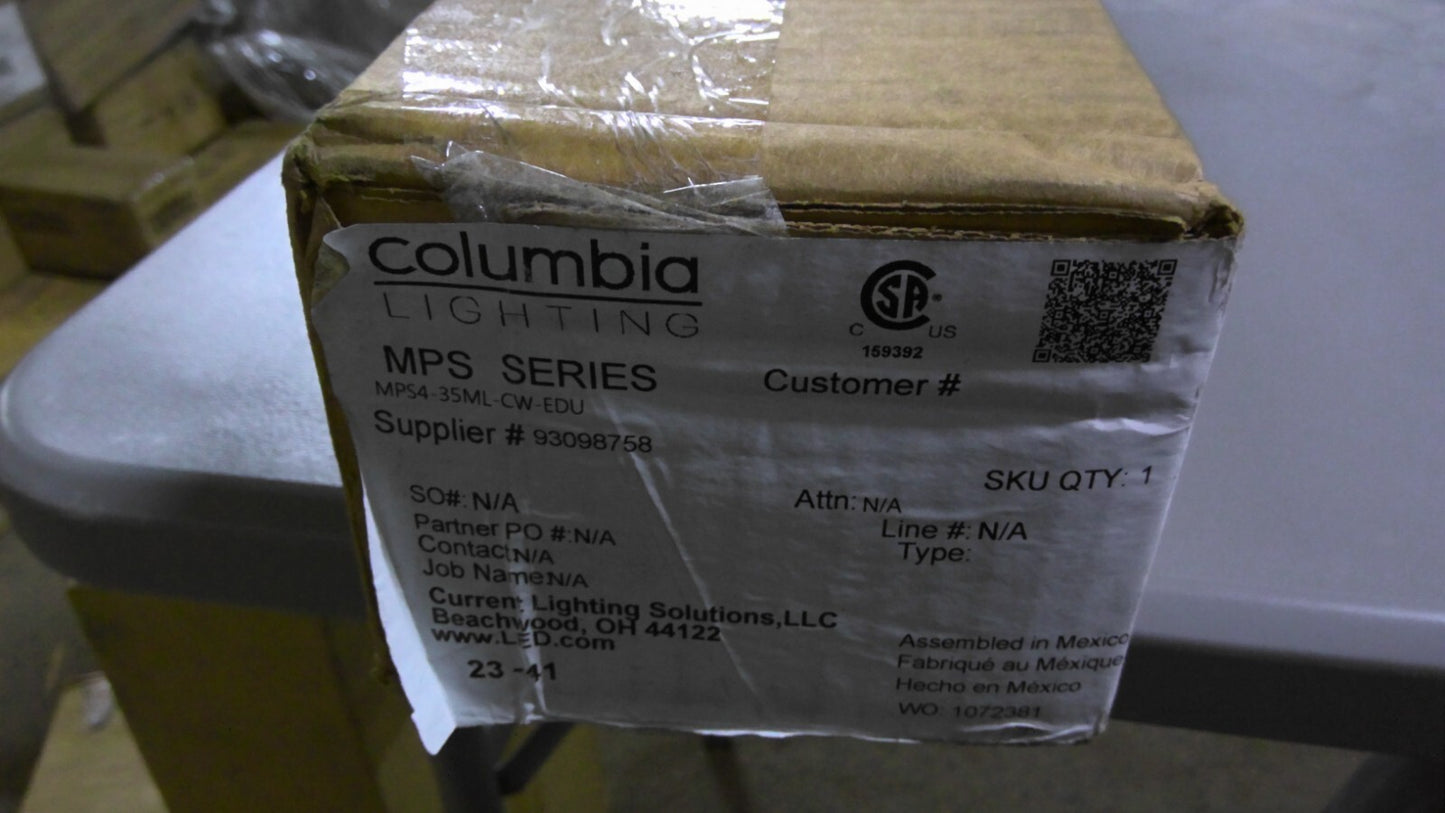 columbia
LIGHTING
CSA®
C US
159392
MPS SERIES
MPS4-35ML-CW-EDU
Customer #
Supplier # 93098758
SKU QTY: 1
SO#: N/A
Attn: N/A
Partner PO #:N/A
Line #: N/A
Contact:N/A
Type:
Job Name:N/A
Current Lighting Solutions,LLC
Beachwood, OH 44122
www.LED.com
23 -41
Assembled in Mexico
Fabriqué au Méxique
Hecho en México
WO: 1072381